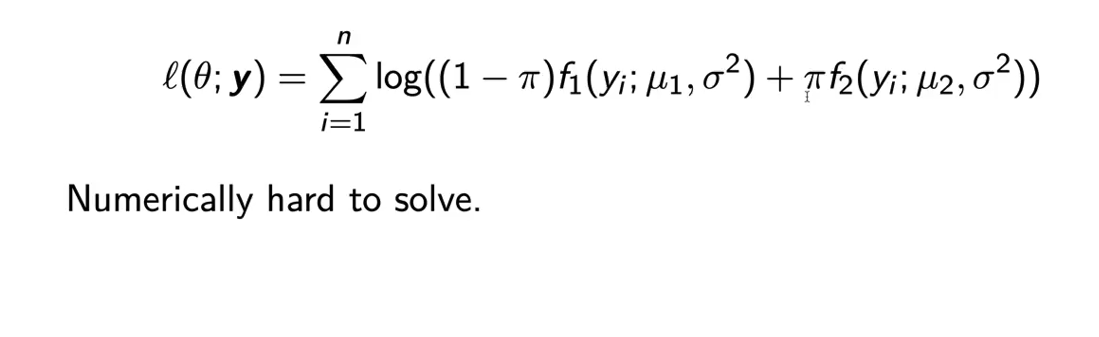 ℓ(θ; y) = ∑_{i=1}^{n} log((1 − π)f₁(yᵢ; μ₁, σ²) + πf₂(yᵢ; μ₂, σ²))
Numerically hard to solve.